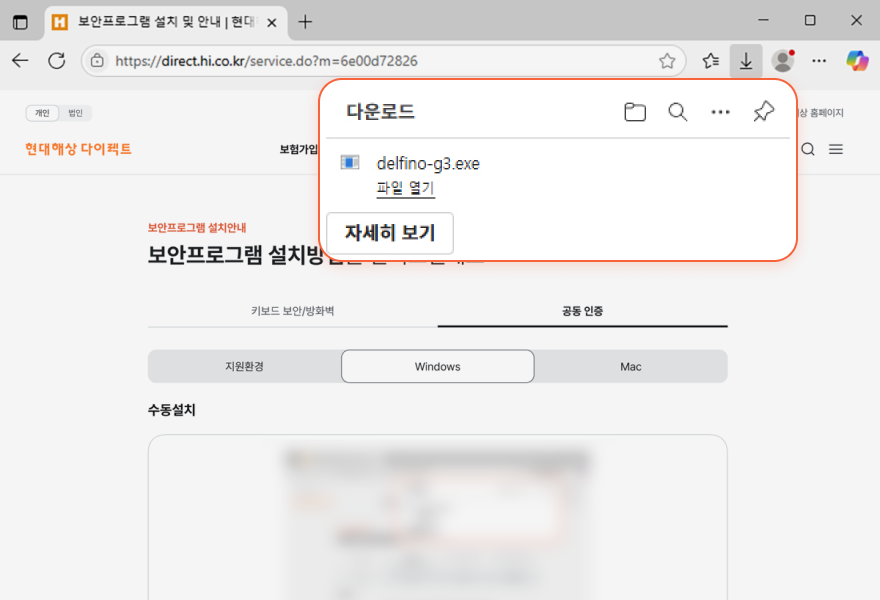 보안프로그램 설치 및 안내 | 현대
https://direct.hi.co.kr/service.do?m=6e00d72826
다운로드
delfino-g3.exe
파일 열기
자세히 보기
개인
법인
상 홈페이지
현대해상 다이렉트
보험가입
보안프로그램 설치안내
보안프로그램 설치방
키보드 보안/방화벽
공동 인증
지원환경
Windows
Mac
수동설치